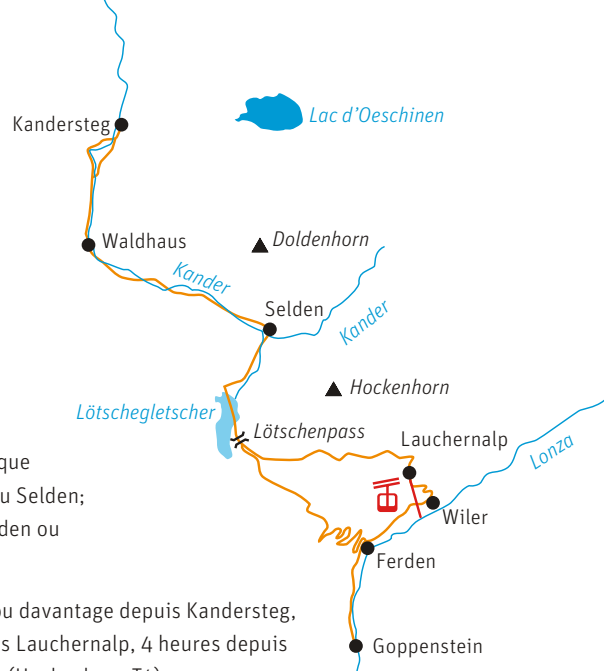 Kandersteg
Lac d’Oeschinen
Waldhaus
Doldenhorn
Kander
Selden
Kander
Hockenhorn
Lötschegletscher
Lötschenpass
Lauchernalp
Lonza
que
u Selden;
Wiler
den ou
Ferden
ou davantage depuis Kandersteg,
s Lauchernalp, 4 heures depuis
Goppenstein